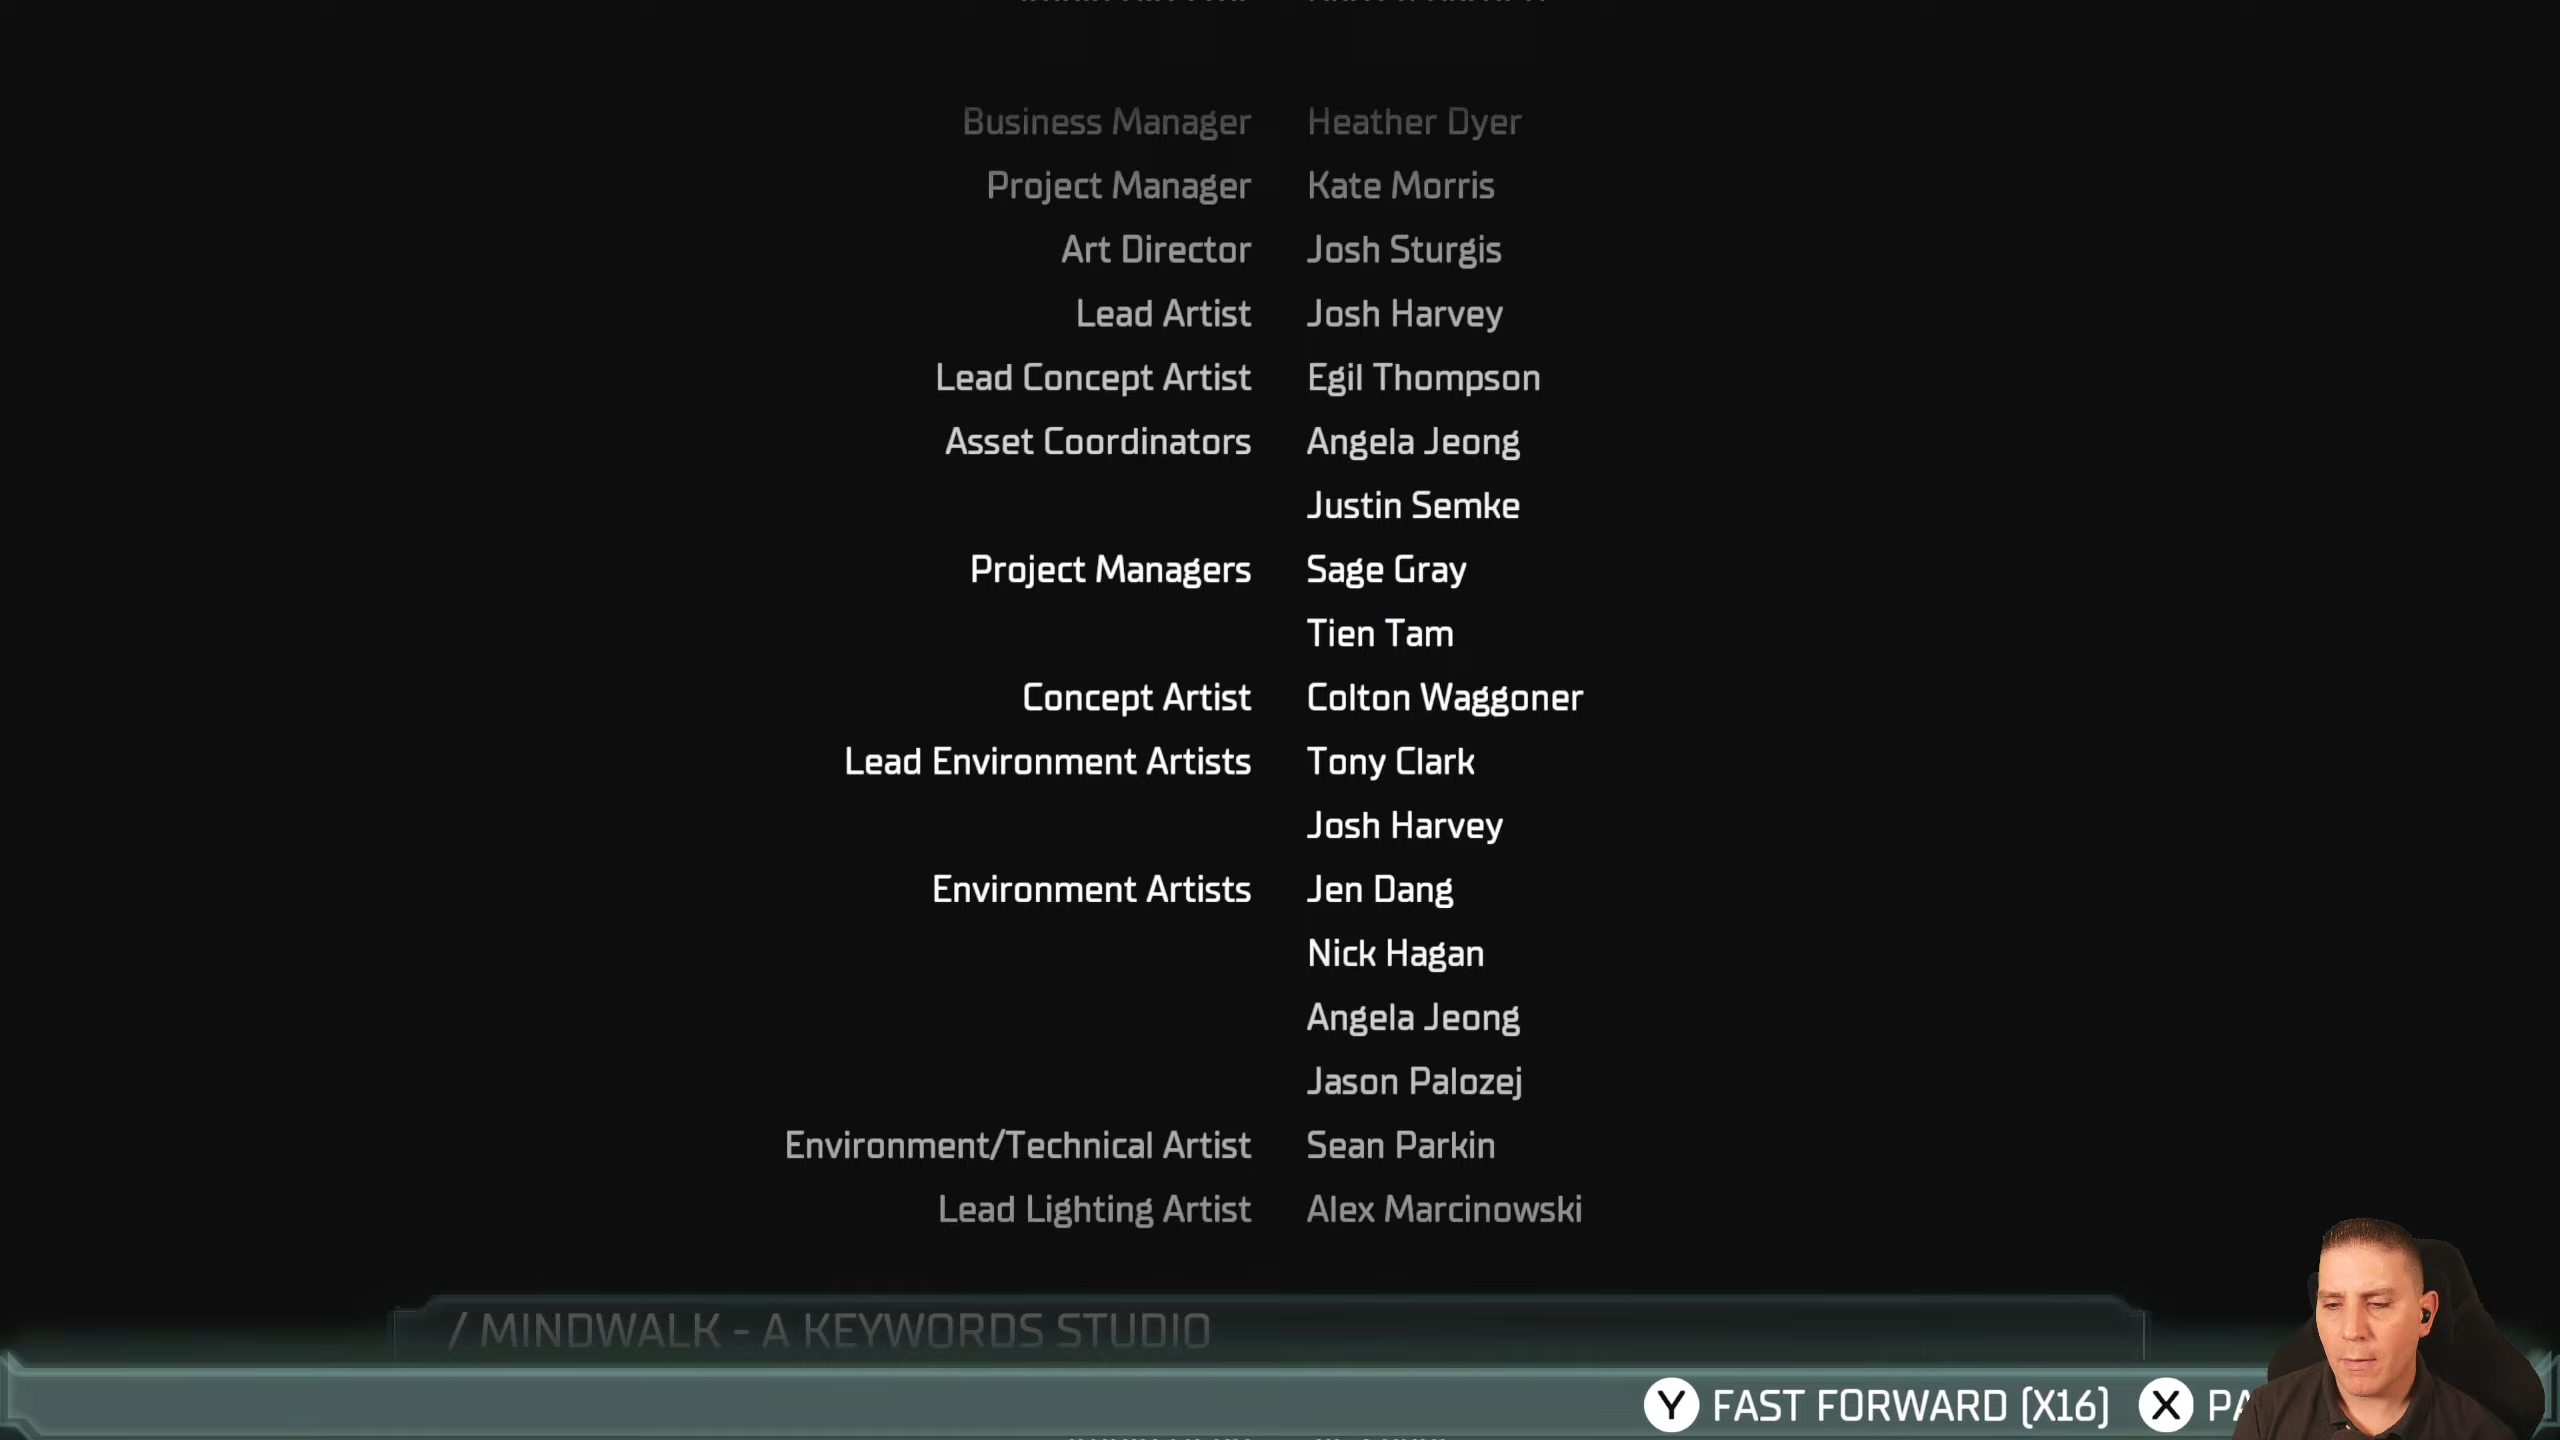 Business Manager Heather Dyer
Project Manager Kate Morris
Art Director Josh Sturgis
Lead Artist Josh Harvey
Lead Concept Artist Egil Thompson
Asset Coordinators Angela Jeong
Justin Semke
Project Managers Sage Gray
Tien Tam
Concept Artist Colton Waggoner
Lead Environment Artists Tony Clark
Josh Harvey
Environment Artists Jen Dang
Nick Hagan
Angela Jeong
Jason Palozej
Environment/Technical Artist Sean Parkin
Lead Lighting Artist Alex Marcinowski
/ MINDWALK - A KEYWORDS STUDIO
Y FAST FORWARD (X16) X